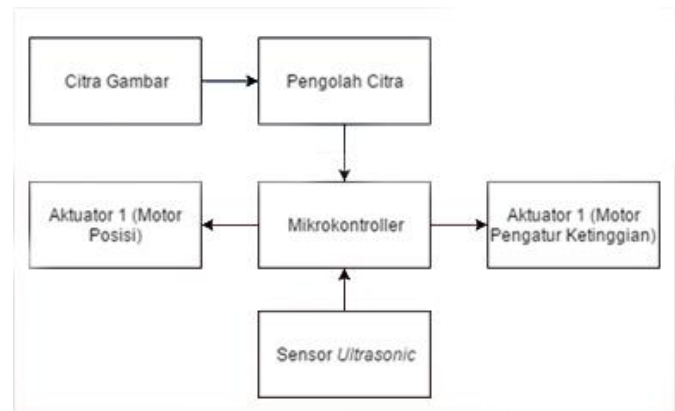 Citra Gambar
Pengolah Citra
Aktuator 1 (Motor
Posisi)
Mikrokontroller
Aktuator 1 (Motor
Pengatur Ketinggian)
Sensor Ultrasonic